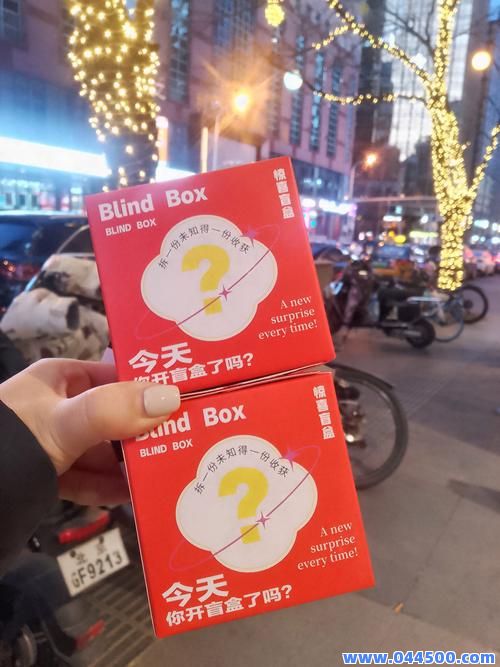 Blind Box
BLIND BOX
惊喜盲盒
拆一份未知得一份收获
?
A new
surprise
every time!
今天
你开盲盒了吗?
Blind Box
BLIND BOX
惊喜盲盒
拆一份未知得一份收获
?
A new
surprise
every time!
今天
你开盲盒了吗?
GF9213
www.044500.com